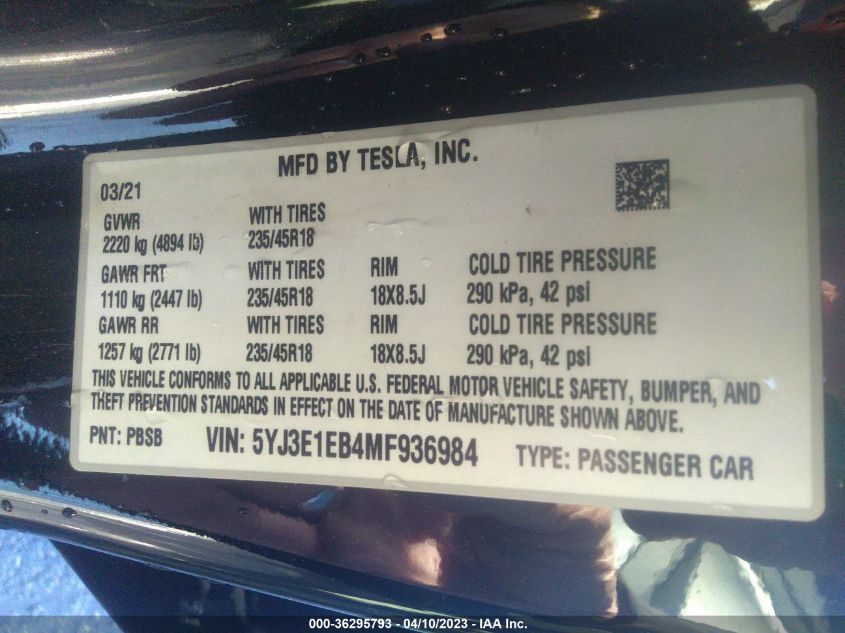 MFD BY TESLA, INC.
03/21
GVWR WITH TIRES
2220 kg (4894 lb) 235/45R18
GAWR FRT WITH TIRES RIM COLD TIRE PRESSURE
1110 kg (2447 lb) 235/45R18 18X8.5J 290 kPa, 42 psi
GAWR RR WITH TIRES RIM COLD TIRE PRESSURE
1257 kg (2771 lb) 235/45R18 18X8.5J 290 kPa, 42 psi
THIS VEHICLE CONFORMS TO ALL APPLICABLE U.S. FEDERAL MOTOR VEHICLE SAFETY, BUMPER, AND
THEFT PREVENTION STANDARDS IN EFFECT ON THE DATE OF MANUFACTURE SHOWN ABOVE.
PNT: PBSB VIN: 5YJ3E1EB4MF936984 TYPE: PASSENGER CAR
000-36295793 - 04/10/2023 - IAA Inc.